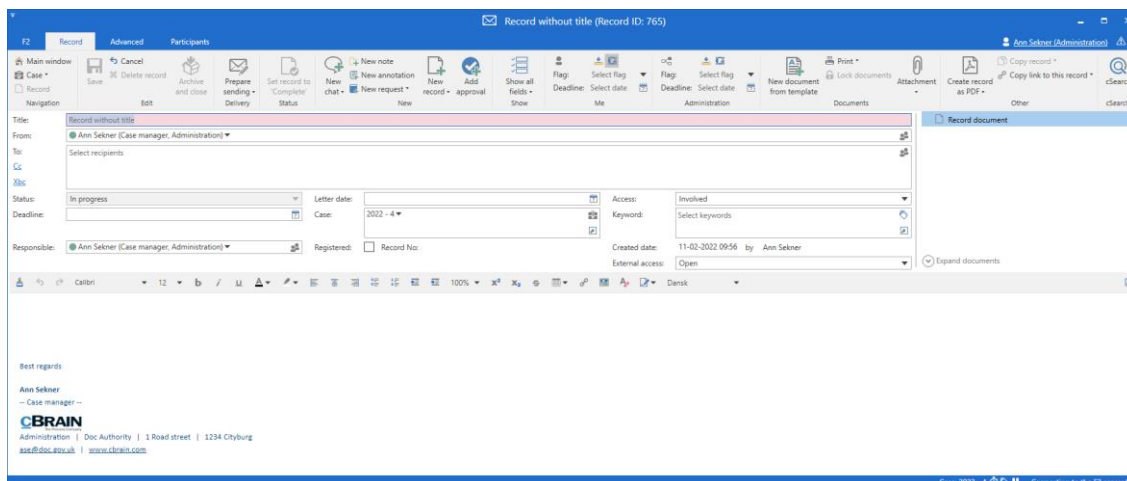 Record without title (Record ID: 765)
F2 Record Advanced Participants
Ann Sekner (Administration)
Main window
Case
Record
Navigation
Save
Cancel
Delete record
Archive and close
Edit
Prepare sending
Delivery
Set record to 'Complete'
Status
New chat
New note
New annotation
New request
New record
Add approval
New
Show all fields
Show
Flag: Select flag
Deadline: Select date
Me
Flag: Select flag
Deadline: Select date
Administration
New document from template
Print
Lock documents
Attachment
Documents
Create record as PDF
Copy record
Copy link to this record
Other
cSearc
cSearch
Title: Record without title
From: Ann Sekner (Case manager, Administration)
To: Select recipients
Cc
Xbc
Status: In progress Letter date: Access: Involved
Deadline: Case: 2022 - 4 Keyword: Select keywords
Responsible: Ann Sekner (Case manager, Administration) Registered: Record No: Created date: 11-02-2022 09:56 by Ann Sekner
External access: Open
Record document
Expand documents
Calibri 12 b I U A 100% X² X₂ S Dansk
Best regards
Ann Sekner
-- Case manager --
CBRAIN
Administration | Doc Authority | 1 Road street | 1234 Cityburg
ase@doc.gov.uk | www.cbrain.com